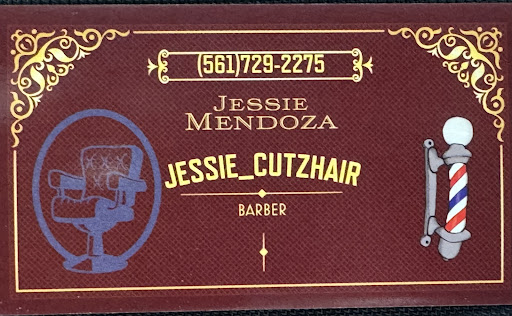 (561)729-2275
JESSIE
MENDOZA
JESSIE_CUTZHAIR
BARBER